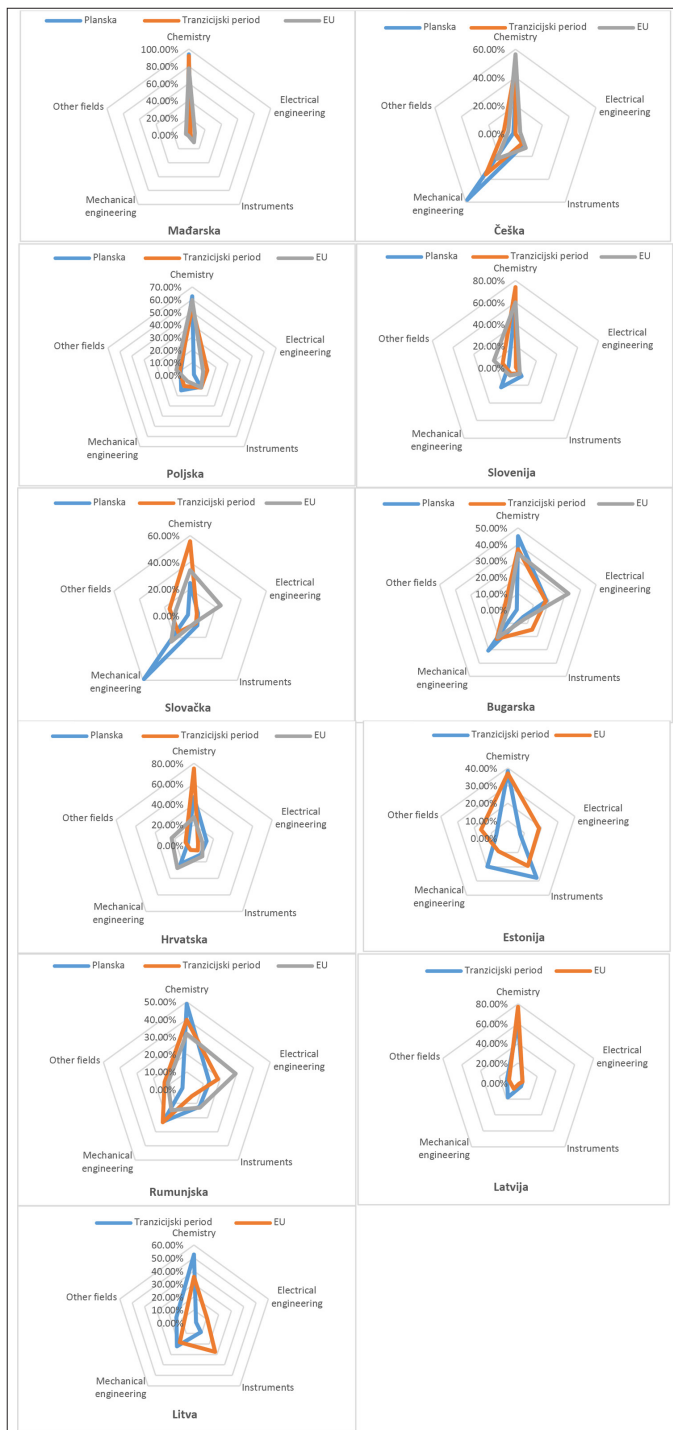 Planska Tranzicijski period EU
Chemistry
100.00%
80.00%
60.00%
40.00%
20.00%
0.00%
Electrical
engineering
Instruments
Mechanical
engineering
Other fields
Mađarska
Planska Tranzicijski period EU
Chemistry
60.00%
40.00%
20.00%
0.00%
Electrical
engineering
Instruments
Mechanical
engineering
Other fields
Češka
Planska Tranzicijski period EU
Chemistry
70.00%
60.00%
50.00%
40.00%
30.00%
20.00%
10.00%
0.00%
Electrical
engineering
Instruments
Mechanical
engineering
Other fields
Poljska
Planska Tranzicijski period EU
Chemistry
80.00%
60.00%
40.00%
20.00%
0.00%
Electrical
engineering
Instruments
Mechanical
engineering
Other fields
Slovenija
Planska Tranzicijski period EU
Chemistry
60.00%
40.00%
20.00%
0.00%
Electrical
engineering
Instruments
Mechanical
engineering
Other fields
Slovačka
Planska Tranzicijski period EU
Chemistry
50.00%
40.00%
30.00%
20.00%
10.00%
0.00%
Electrical
engineering
Instruments
Mechanical
engineering
Other fields
Bugarska
Planska Tranzicijski period EU
Chemistry
80.00%
60.00%
40.00%
20.00%
0.00%
Electrical
engineering
Instruments
Mechanical
engineering
Other fields
Hrvatska
Tranzicijski period EU
Chemistry
40.00%
30.00%
20.00%
10.00%
0.00%
Electrical
engineering
Instruments
Mechanical
engineering
Other fields
Estonija
Planska Tranzicijski period EU
Chemistry
50.00%
40.00%
30.00%
20.00%
10.00%
0.00%
Electrical
engineering
Instruments
Mechanical
engineering
Other fields
Rumunjska
Tranzicijski period EU
Chemistry
80.00%
60.00%
40.00%
20.00%
0.00%
Electrical
engineering
Instruments
Mechanical
engineering
Other fields
Latvija
Tranzicijski period EU
Chemistry
60.00%
50.00%
40.00%
30.00%
20.00%
10.00%
0.00%
Electrical
engineering
Instruments
Mechanical
engineering
Other fields
Litva